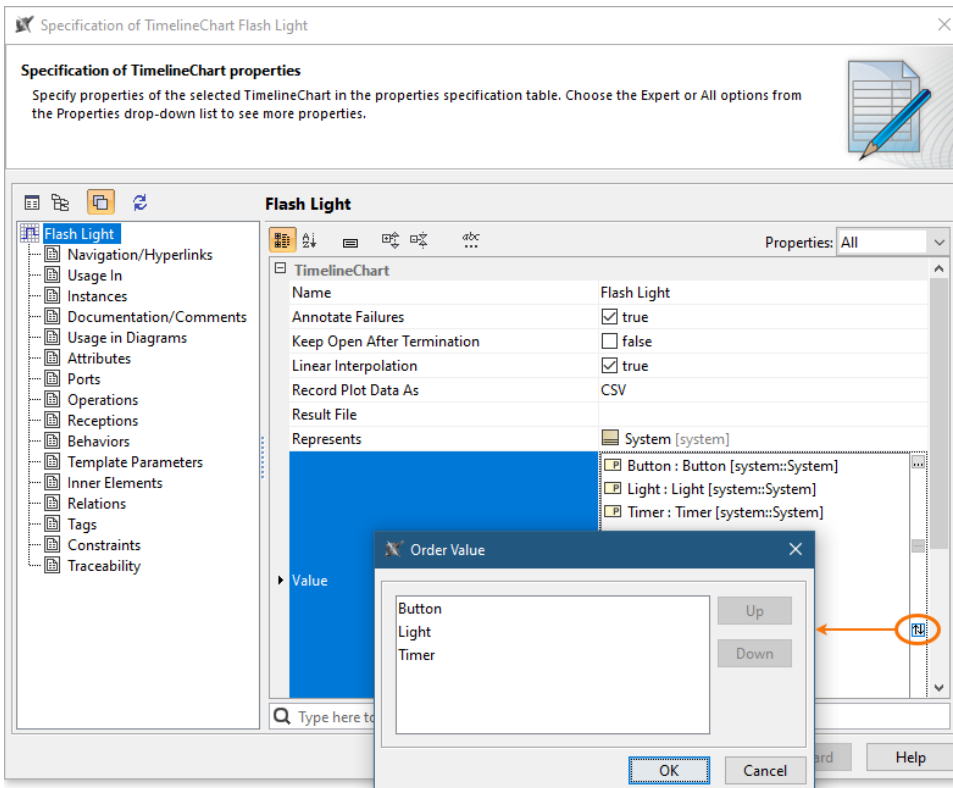 Specification of TimelineChart Flash Light
Specification of TimelineChart properties
Specify properties of the selected TimelineChart in the properties specification table. Choose the Expert or All options from
the Properties drop-down list to see more properties.
Flash Light
Flash Light
Navigation/Hyperlinks
Usage In
Instances
Documentation/Comments
Usage in Diagrams
Attributes
Ports
Operations
Receptions
Behaviors
Template Parameters
Inner Elements
Relations
Tags
Constraints
Traceability
abc
Properties: All
TimelineChart
Name Flash Light
Annotate Failures true
Keep Open After Termination false
Linear Interpolation true
Record Plot Data As CSV
Result File
Represents System [system]
Value
P Button : Button [system::System]
P Light : Light [system::System]
P Timer : Timer [system::System]
Type here to
Order Value
Button
Light
Timer
Up
Down
OK Cancel
Help